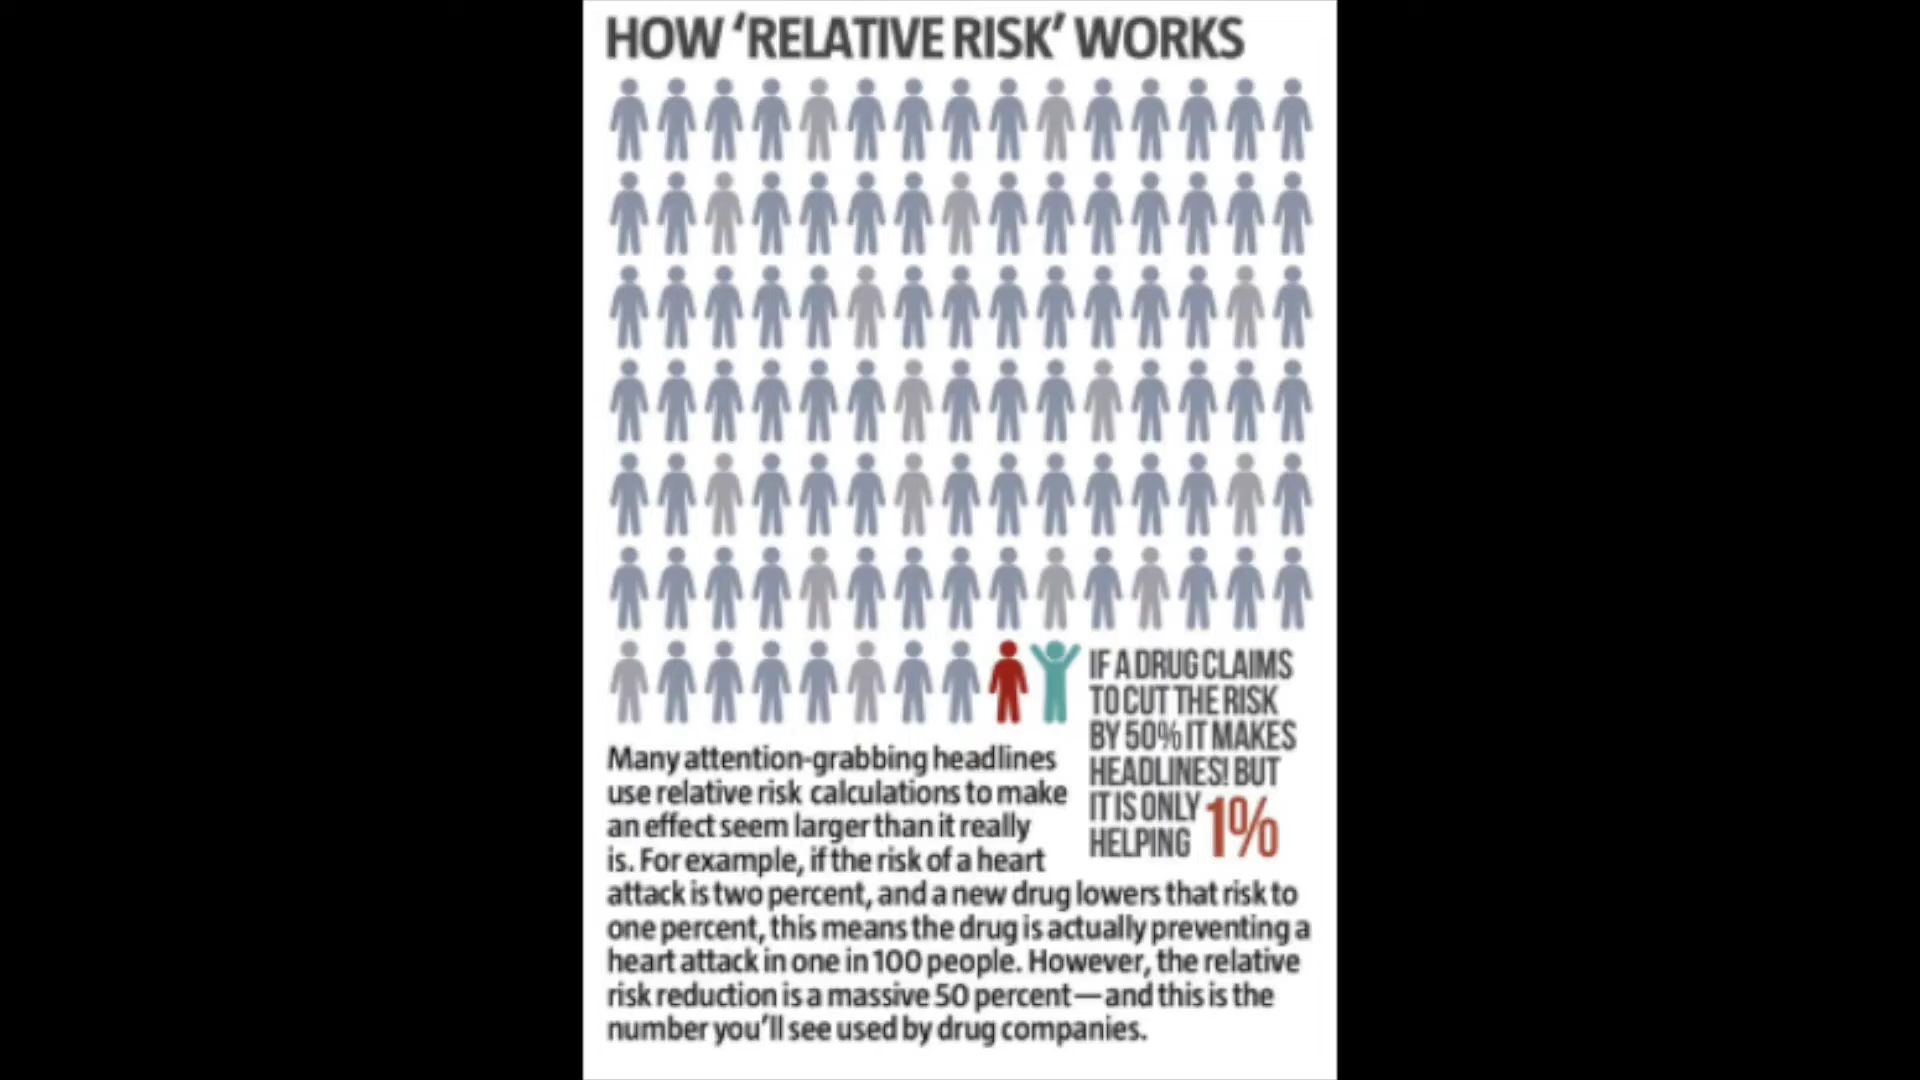 HOW ‘RELATIVE RISK’ WORKS
IF A DRUG CLAIMS
TO CUT THE RISK
BY 50% IT MAKES
HEADLINES! BUT
IT IS ONLY
HELPING 1%
Many attention-grabbing headlines
use relative risk calculations to make
an effect seem larger than it really
is. For example, if the risk of a heart
attack is two percent, and a new drug lowers that risk to
one percent, this means the drug is actually preventing a
heart attack in one in 100 people. However, the relative
risk reduction is a massive 50 percent—and this is the
number you’ll see used by drug companies.